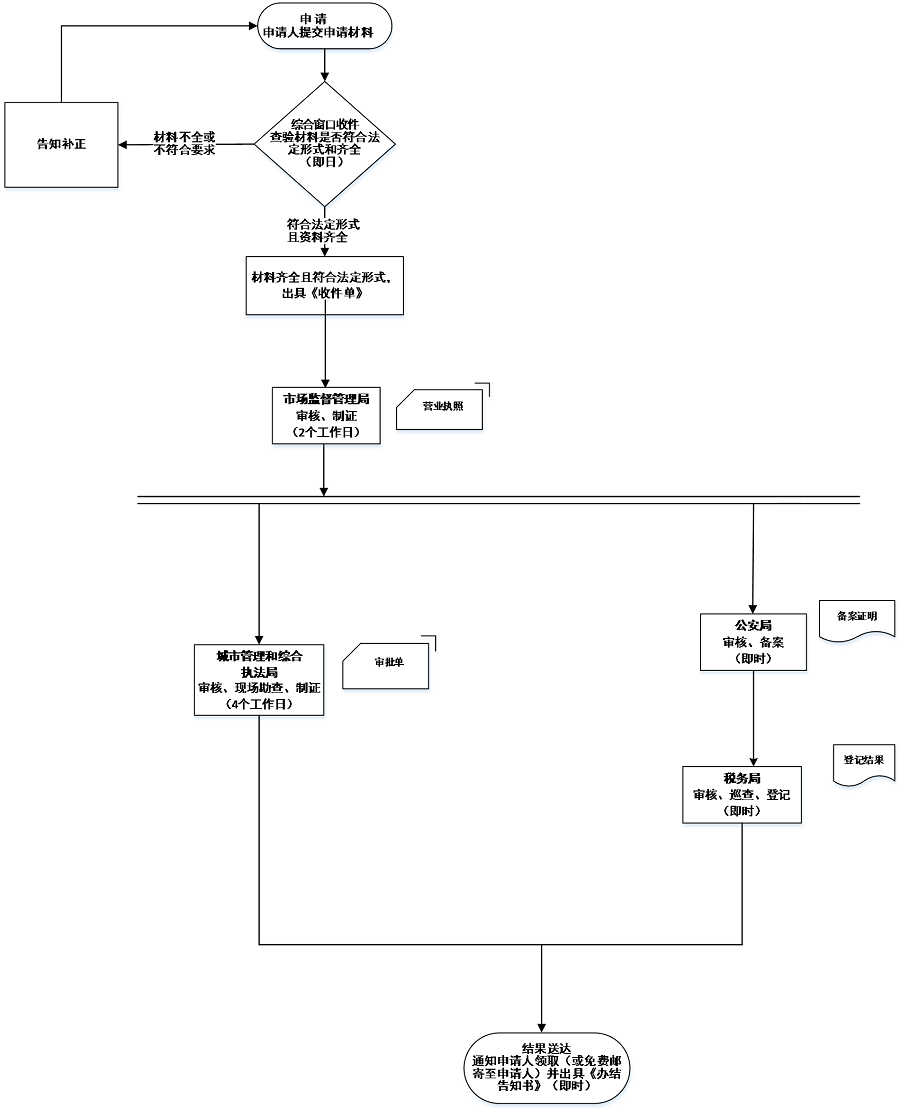 申 请
申请人提交申请材料
综合窗口收件
查验材料是否符合法
定形式和齐全
（即日）
告知补正
材料不全或
不符合要求
符合法定形式
且资料齐全
材料齐全且符合法定形式，
出具《收件单》
市场监督管理局
审核、制证
（2个工作日）
营业执照
公安局
审核、备案
（即时）
备案证明
城市管理和综合
执法局
审核、现场勘查、制证
（4个工作日）
审批单
税务局
审核、巡查、登记
（即时）
登记结果
结果送达
通知申请人领取（或免费邮
寄至申请人）并出具《办结
告知书》（即时）